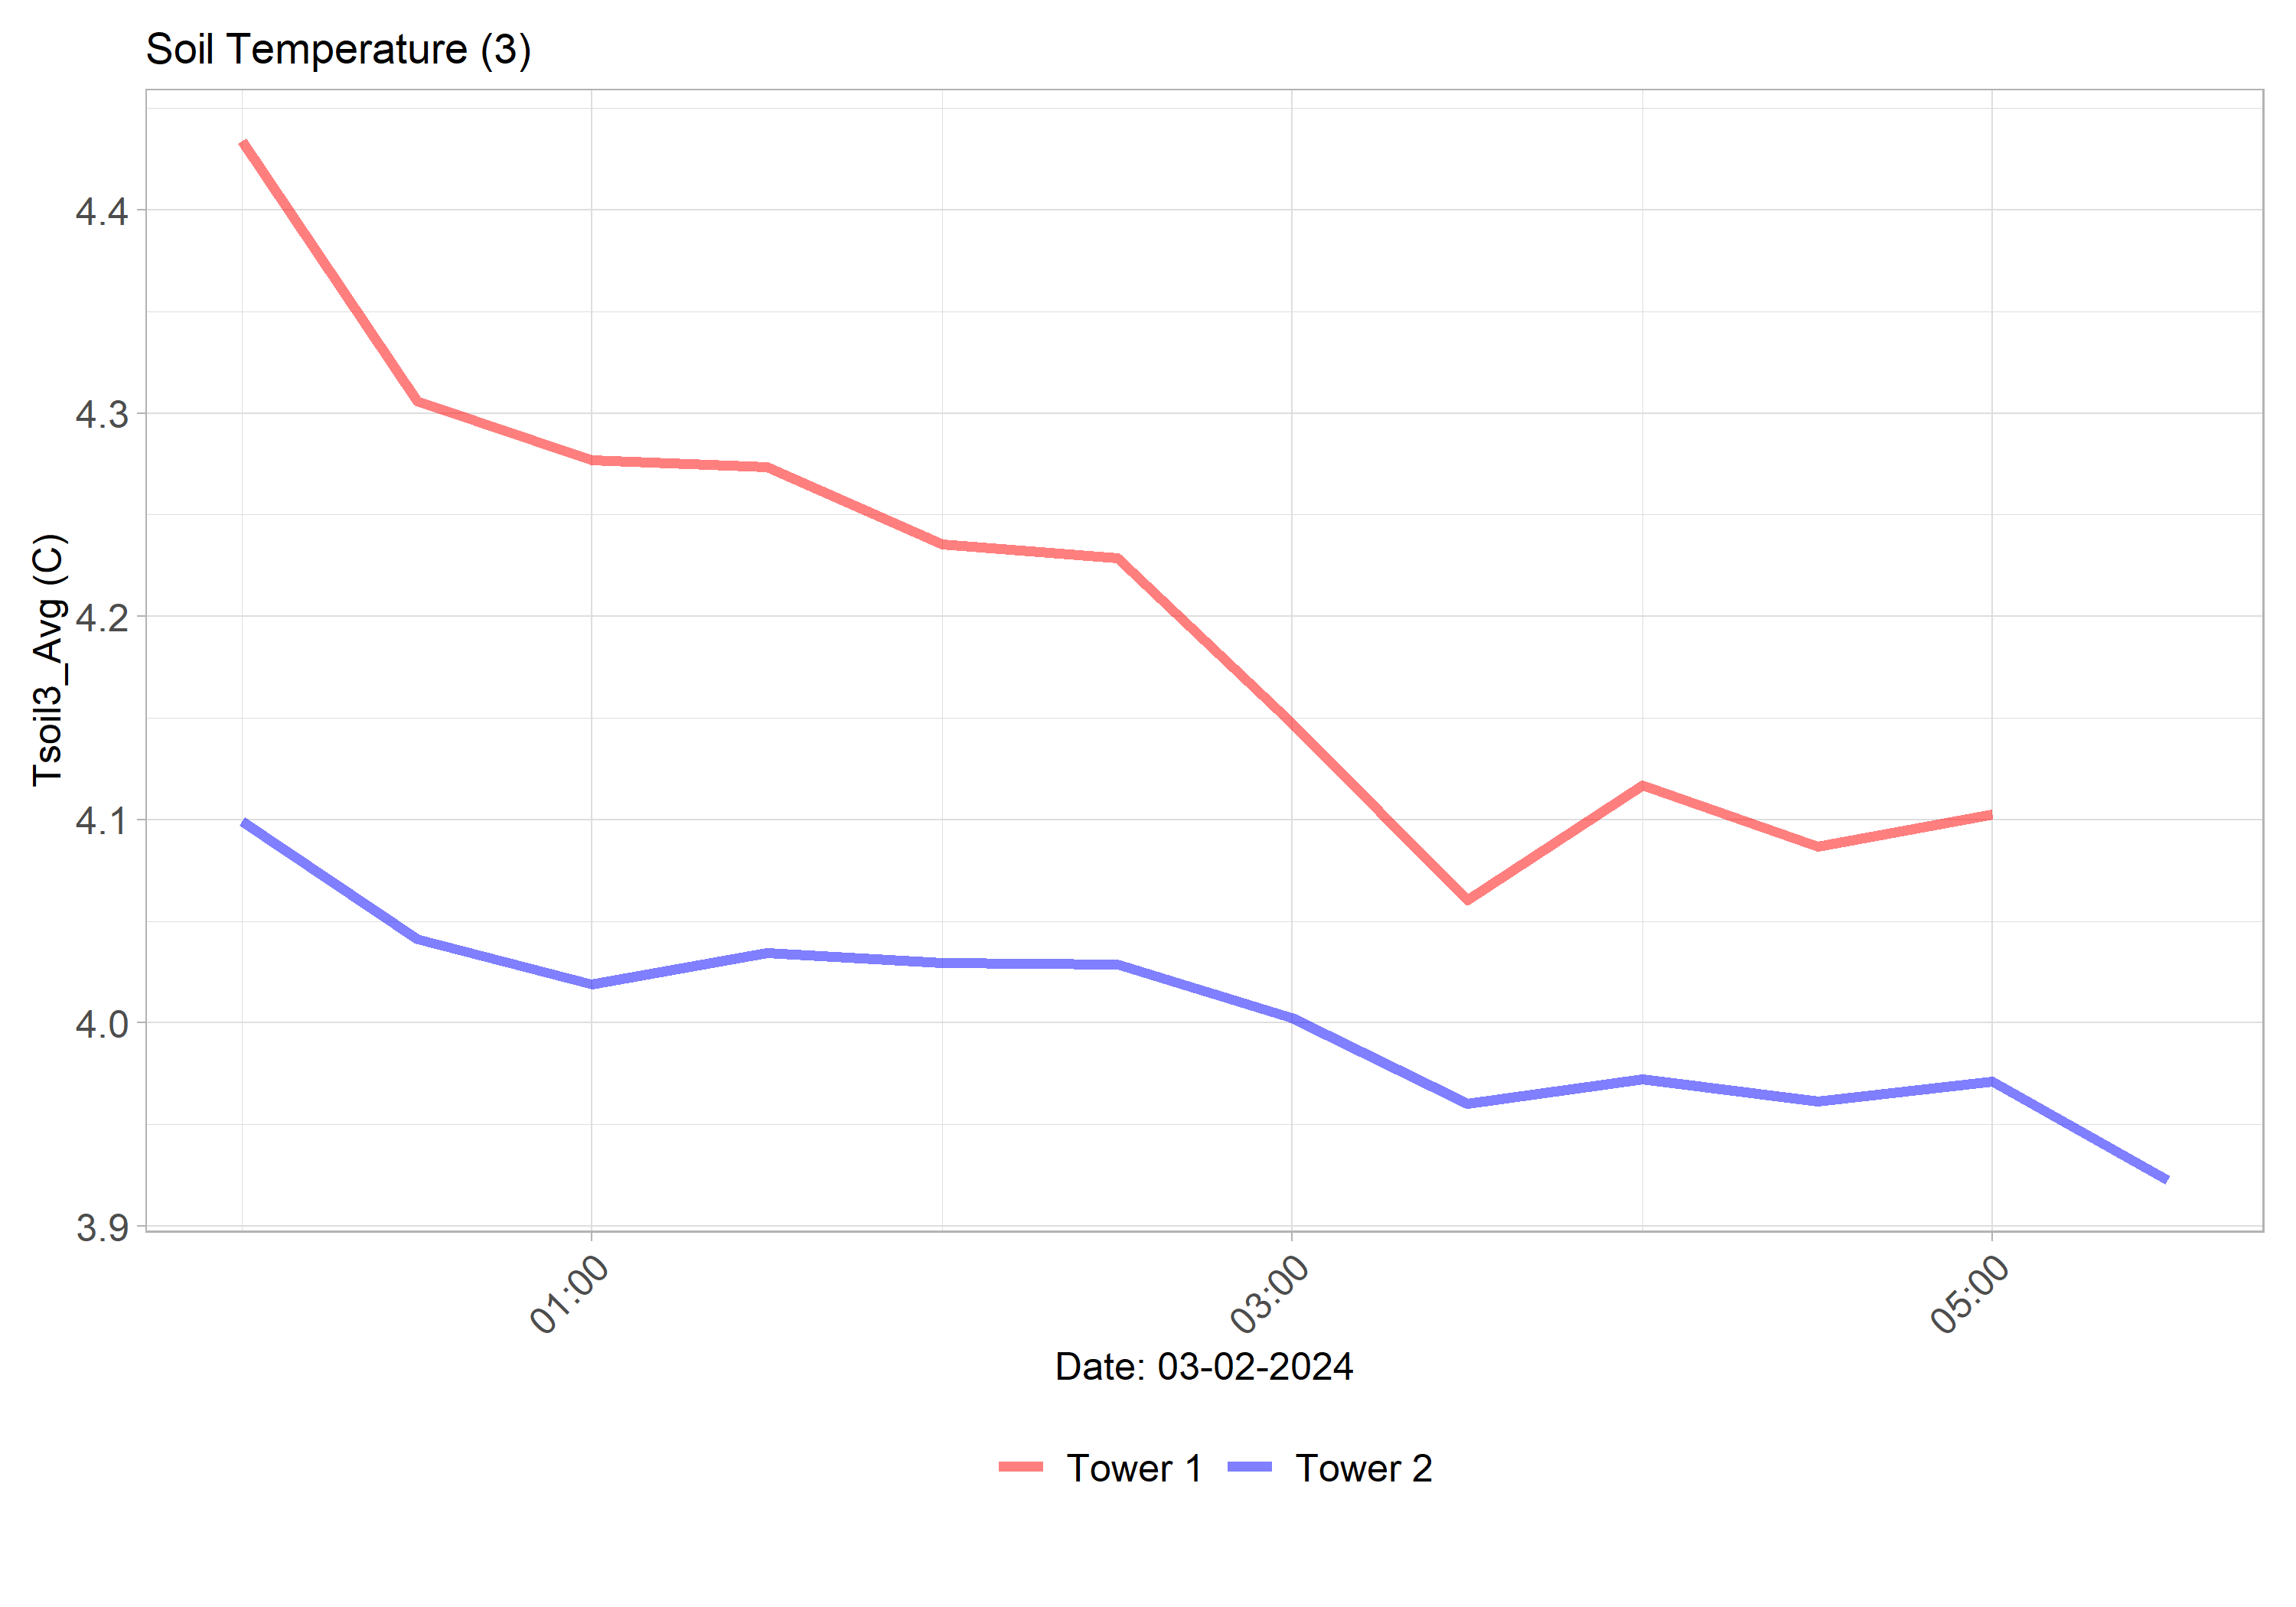 Soil Temperature (3)
Tsoil3_Avg (C)
4.4
4.3
4.2
4.1
4.0
3.9
01:00 03:00 05:00
Date: 03-02-2024
Tower 1 Tower 2